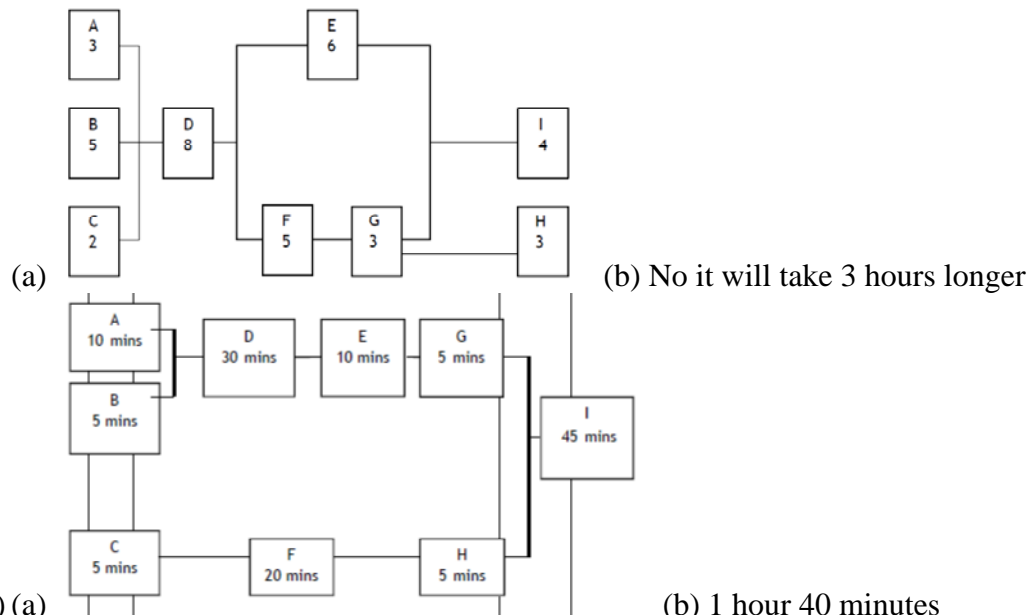 A
3
E
6
B
5
D
8
I
4
C
2
F
5
G
3
H
3
(a)
(b) No it will take 3 hours longer
A
10 mins
D
30 mins
E
10 mins
G
5 mins
B
5 mins
I
45 mins
C
5 mins
F
20 mins
H
5 mins
) (a)
(b) 1 hour 40 minutes